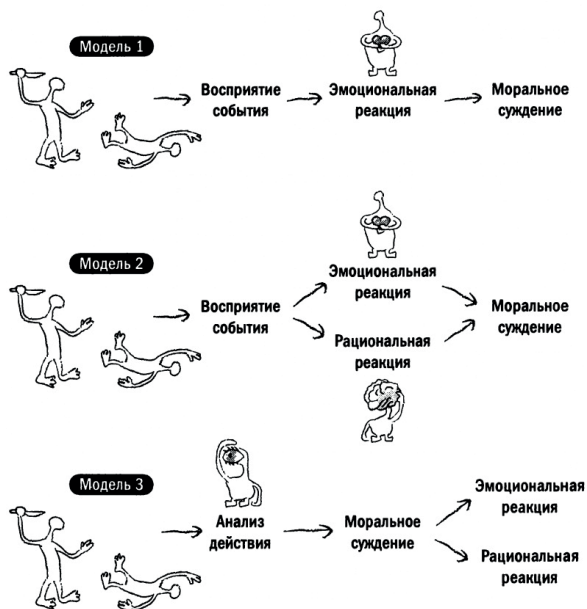 Модель 1
Восприятие
события
Эмоциональная
реакция
Моральное
суждение
Модель 2
Восприятие
события
Эмоциональная
реакция
Рациональная
реакция
Моральное
суждение
Модель 3
Анализ
действия
Моральное
суждение
Эмоциональная
реакция
Рациональная
реакция